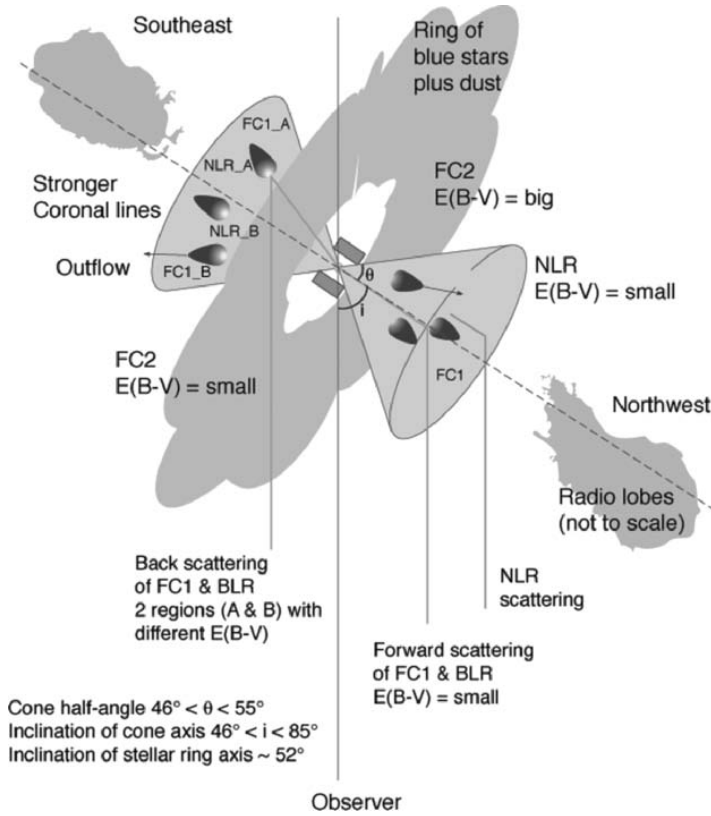 Southeast
Ring of
blue stars
plus dust
FC1_A
NLR_A
Stronger
Coronal lines
NLR_B
FC1_B
Outflow
FC2
E(B-V) = big
θ
i
NLR
E(B-V) = small
FC1
FC2
E(B-V) = small
Northwest
Radio lobes
(not to scale)
Back scattering
of FC1 & BLR
2 regions (A & B) with
different E(B-V)
NLR
scattering
Forward scattering
of FC1 & BLR
E(B-V) = small
Cone half-angle 46° < θ < 55°
Inclination of cone axis 46° < i < 85°
Inclination of stellar ring axis ~ 52°
Observer